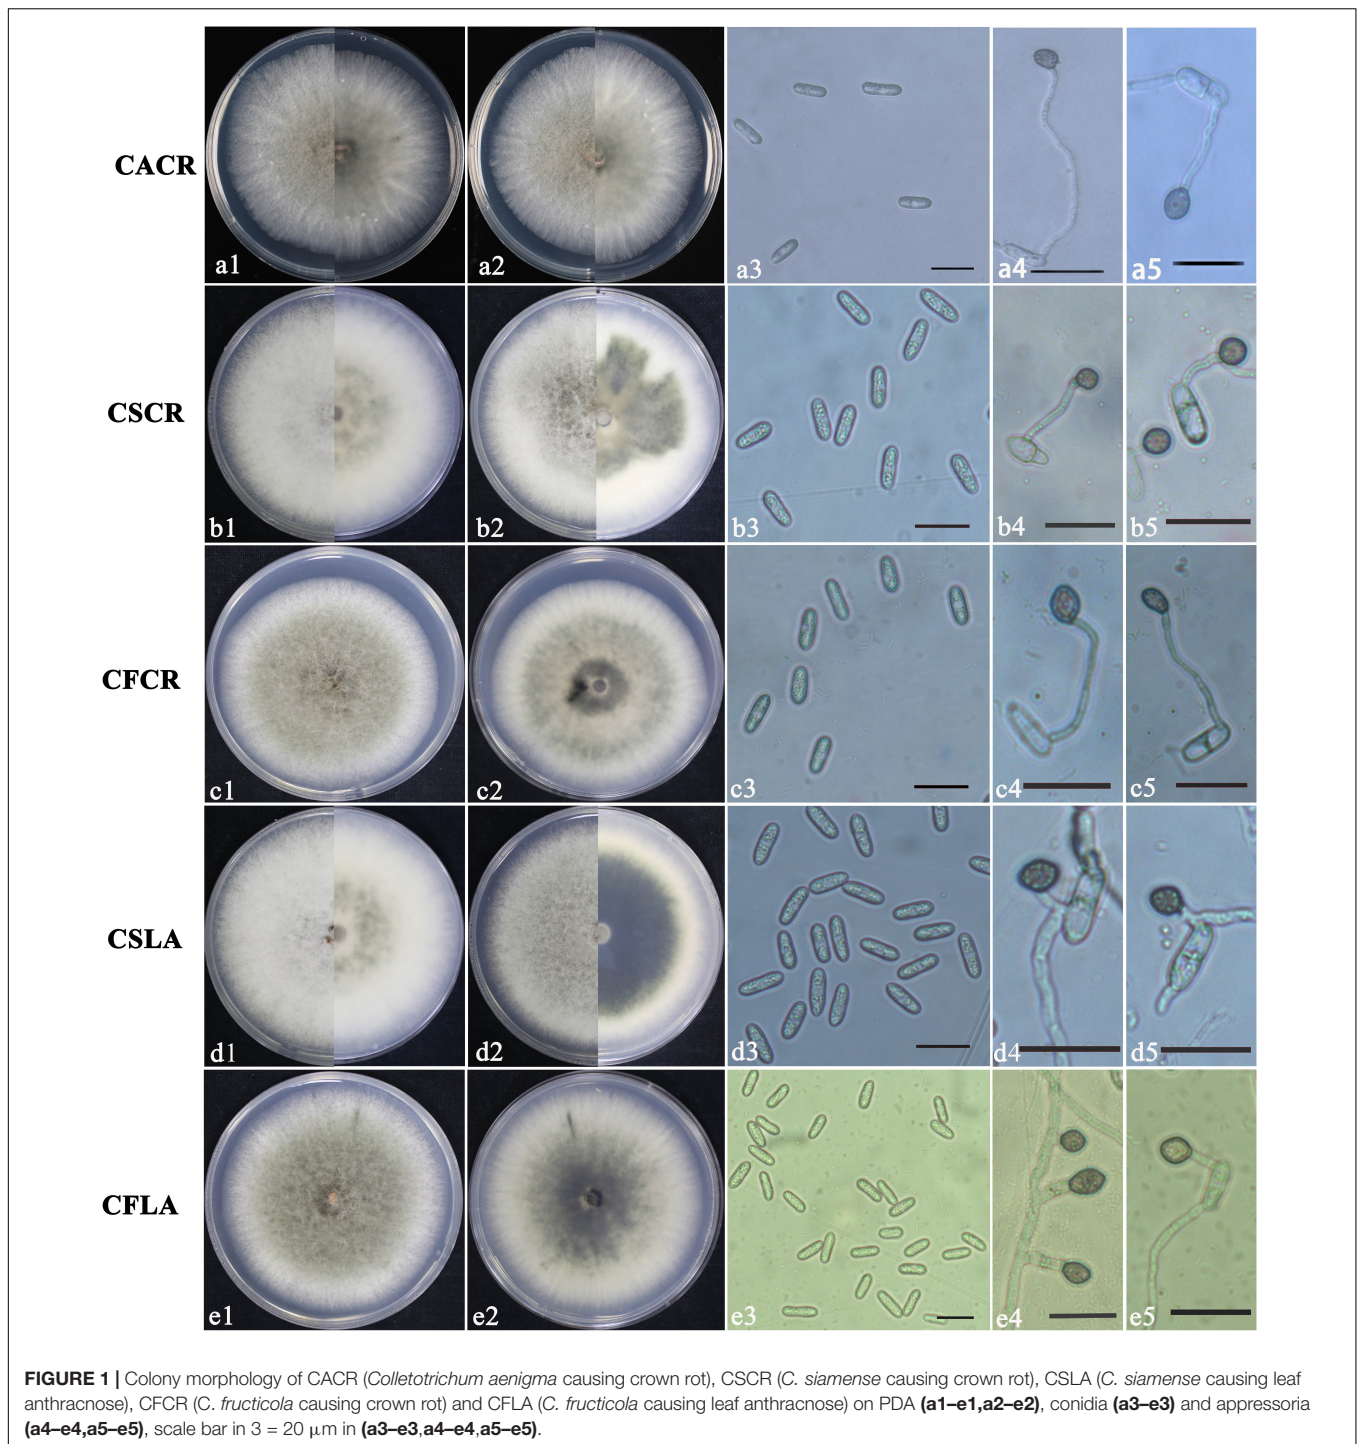 CACR
a1 a2 a3 a4 a5
CSCR
b1 b2 b3 b4 b5
CFCR
c1 c2 c3 c4 c5
CSLA
d1 d2 d3 d4 d5
CFLA
e1 e2 e3 e4 e5
FIGURE 1 | Colony morphology of CACR (Colletotrichum aenigma causing crown rot), CSCR (C. siamense causing crown rot), CSLA (C. siamense causing leaf
anthracnose), CFCR (C. fructicola causing crown rot) and CFLA (C. fructicola causing leaf anthracnose) on PDA (a1–e1,a2–e2), conidia (a3–e3) and appressoria
(a4–e4,a5–e5), scale bar in 3 = 20 μm in (a3–e3,a4–e4,a5–e5).